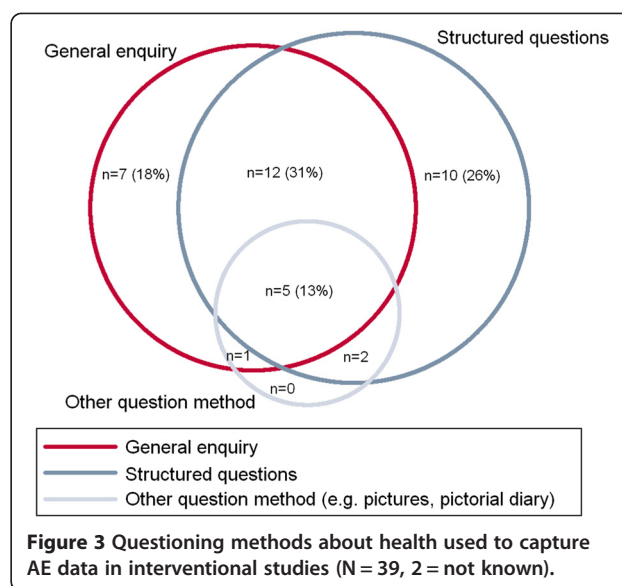 General enquiry
Structured questions
n=7 (18%)
n=12 (31%)
n=10 (26%)
n=5 (13%)
n=1
n=2
n=0
Other question method
General enquiry
Structured questions
Other question method (e.g. pictures, pictorial diary)
Figure 3 Questioning methods about health used to capture
AE data in interventional studies (N = 39, 2 = not known).